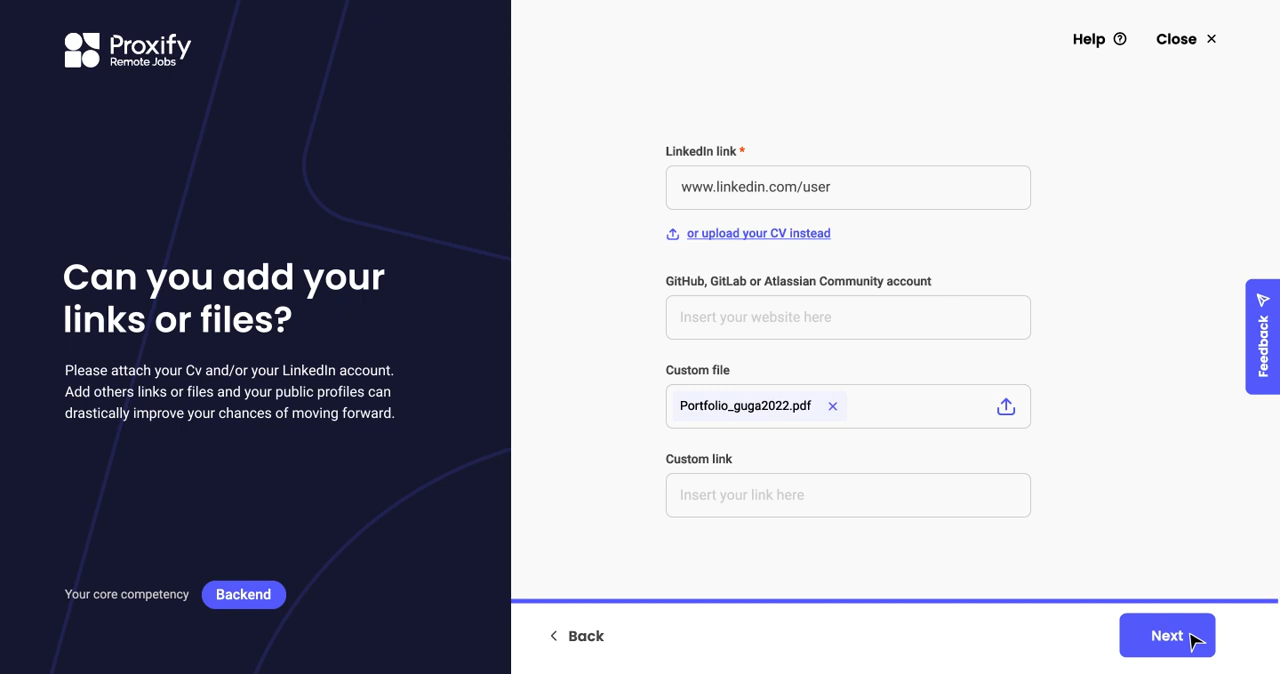 Proxify
Remote Jobs
Help
Close
Can you add your
links or files?
Please attach your Cv and/or your LinkedIn account.
Add others links or files and your public profiles can
drastically improve your chances of moving forward.
Your core competency Backend
LinkedIn link *
www.linkedin.com/user
or upload your CV instead
GitHub, GitLab or Atlassian Community account
Insert your website here
Custom file
Portfolio_guga2022.pdf
Custom link
Insert your link here
Feedback
Back
Next